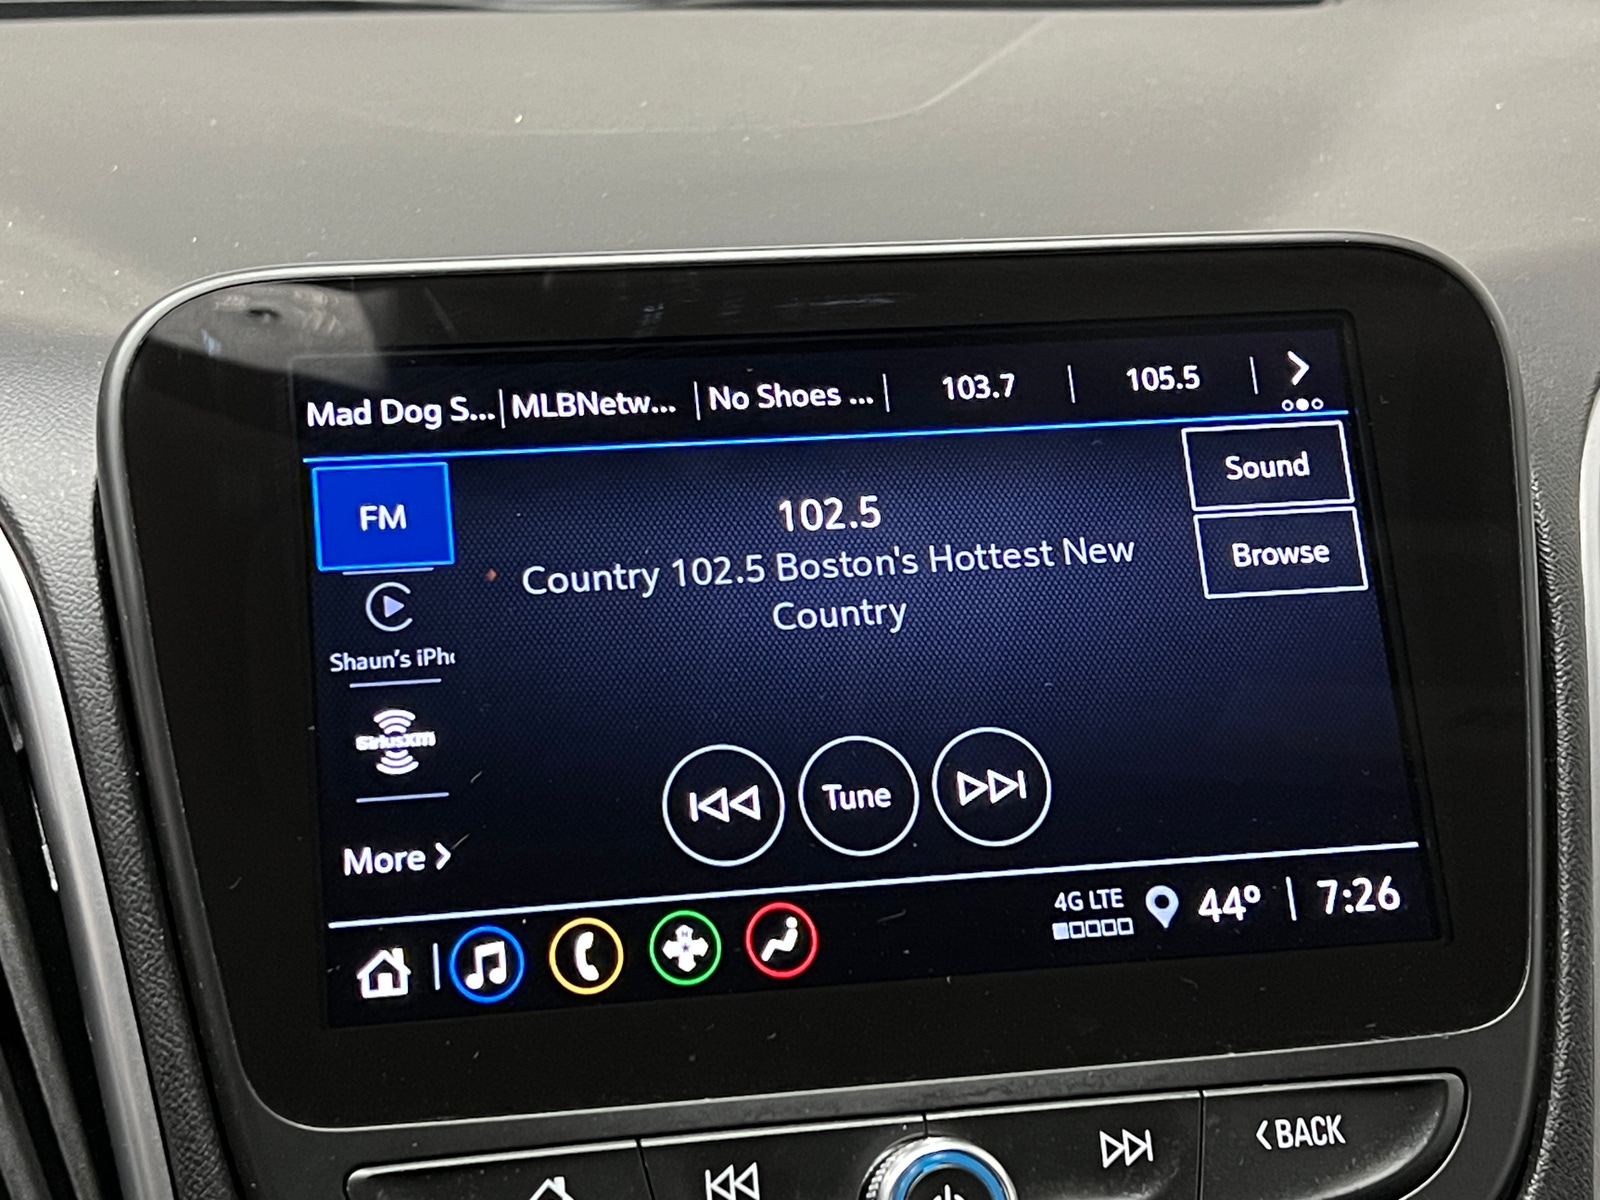 Mad Dog S... MLBNetw... No Shoes ... 103.7 105.5
FM
Sound
102.5
Country 102.5 Boston's Hottest New
Country
Browse
Shaun's iPh
SiriusXM
Tune
More
4G LTE
44° 7:26
BACK